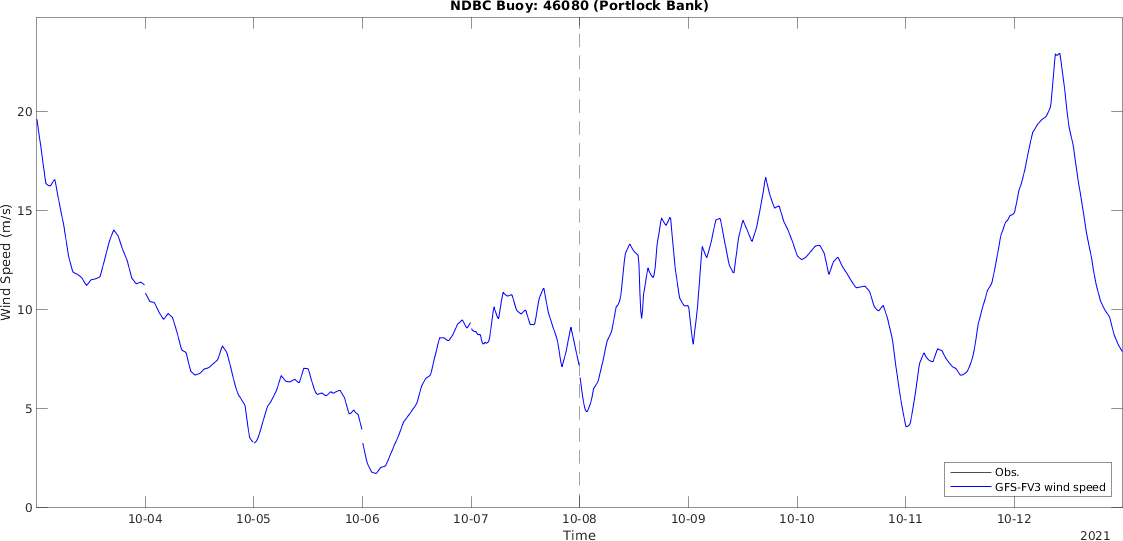 NDBC Buoy: 46080 (Portlock Bank)
Wind Speed (m/s)
20
15
10
5
0
10-04 10-05 10-06 10-07 10-08 10-09 10-10 10-11 10-12
Time
2021
Obs.
GFS-FV3 wind speed